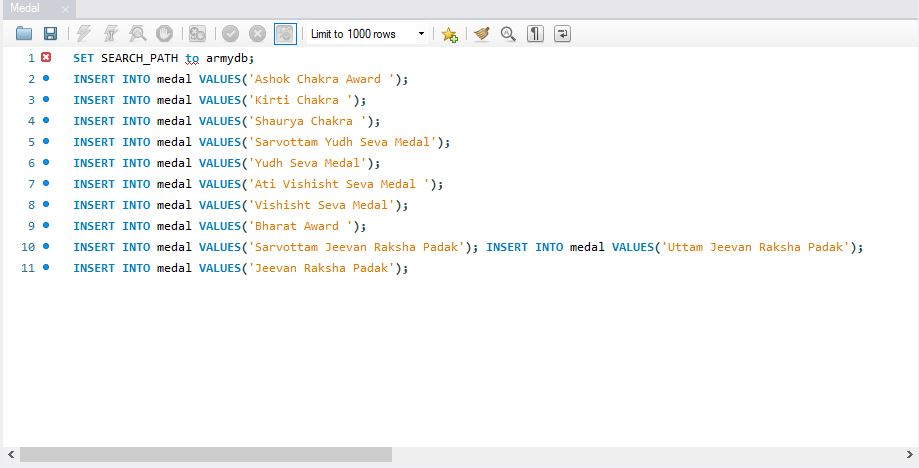 Medal
Limit to 1000 rows
1 SET SEARCH_PATH to armydb;
2 INSERT INTO medal VALUES('Ashok Chakra Award ');
3 INSERT INTO medal VALUES('Kirti Chakra ');
4 INSERT INTO medal VALUES('Shaurya Chakra ');
5 INSERT INTO medal VALUES('Sarvottam Yudh Seva Medal');
6 INSERT INTO medal VALUES('Yudh Seva Medal');
7 INSERT INTO medal VALUES('Ati Vishisht Seva Medal ');
8 INSERT INTO medal VALUES('Vishisht Seva Medal');
9 INSERT INTO medal VALUES('Bharat Award ');
10 INSERT INTO medal VALUES('Sarvottam Jeevan Raksha Padak'); INSERT INTO medal VALUES('Uttam Jeevan Raksha Padak');
11 INSERT INTO medal VALUES('Jeevan Raksha Padak');